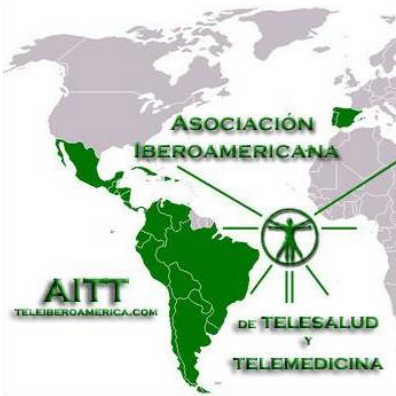 ASOCIACIÓN
IBEROAMERICANA
AITT
TELEIBEROAMERICA.COM
DE TELESALUD
Y
TELEMEDICINA